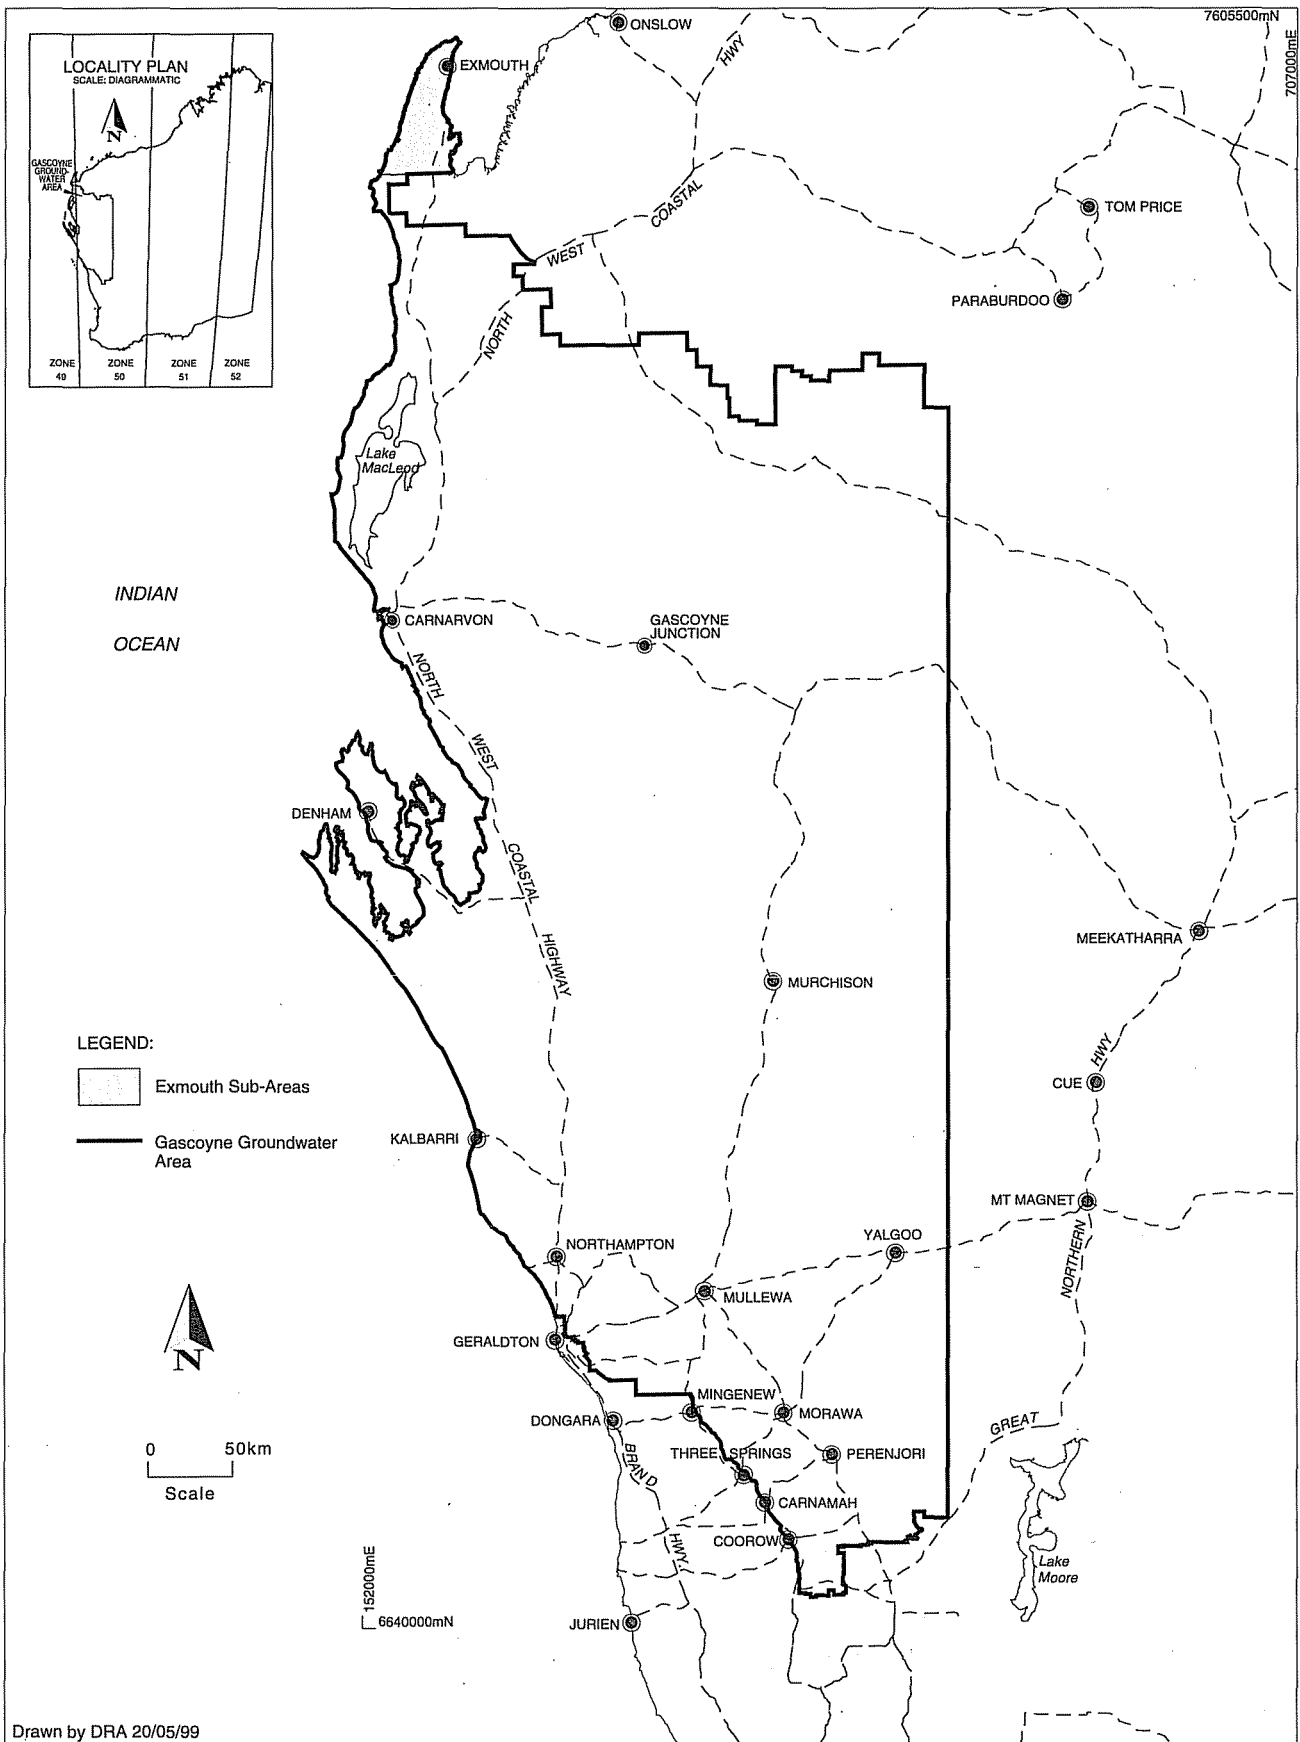 7605500mN
707000mE
LOCALITY PLAN
SCALE: DIAGRAMMATIC
N
GASCOYNE
GROUND-
WATER
AREA
ZONE
49
ZONE
50
ZONE
51
ZONE
52
ONSLOW
EXMOUTH
HWY
COASTAL
WEST
NORTH
TOM PRICE
PARABURDOO
Lake
MacLeod
INDIAN
OCEAN
CARNARVON
GASCOYNE
JUNCTION
NORTH
WEST
COASTAL
HIGHWAY
DENHAM
MEEKATHARRA
MURCHISON
LEGEND:
Exmouth Sub-Areas
Gascoyne Groundwater
Area
HWY
CUE
KALBARRI
MT MAGNET
NORTHERN
YALGOO
NORTHAMPTON
MULLEWA
N
GERALDTON
MINGENEW
MORAWA
DONGARA
GREAT
0 50km
Scale
BRAND
THREE SPRINGS
PERENJORI
CARNAMAH
COOROW
HWY.
Lake
Moore
152000mE
6640000mN
JURIEN
Drawn by DRA 20/05/99